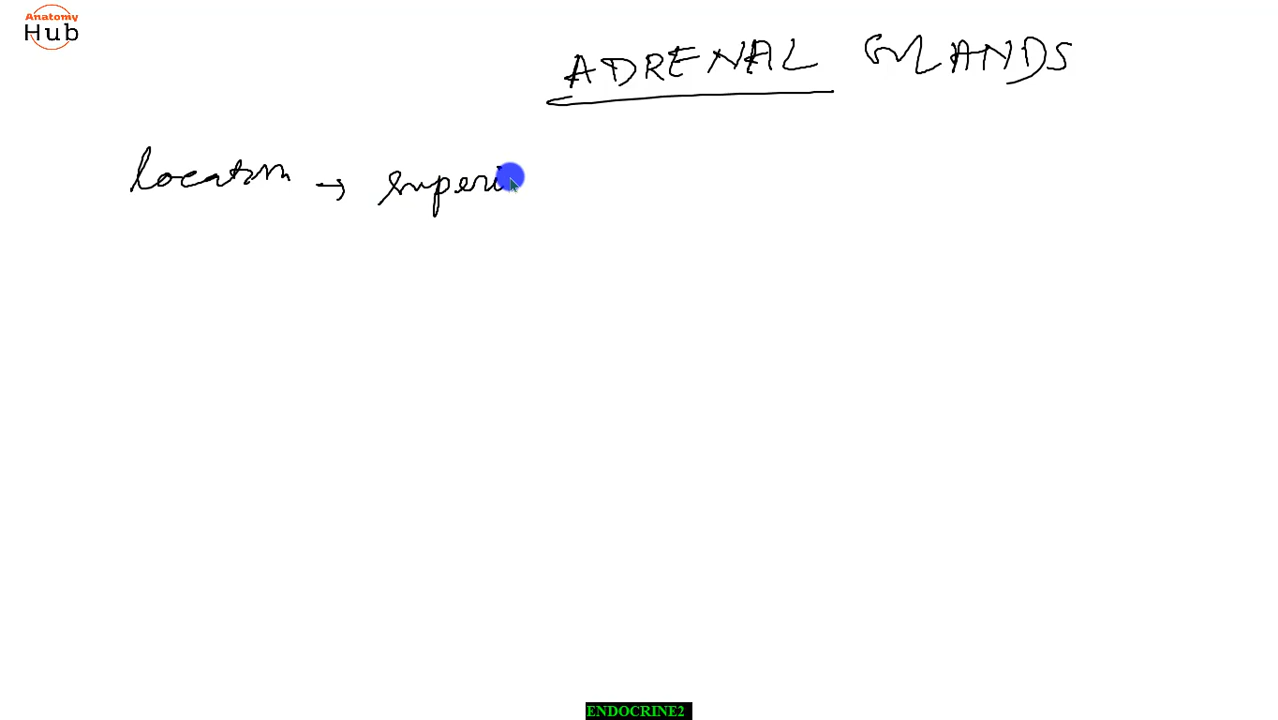 Anatomy
Hub
ADRENAL GLANDS
location → superi
ENDOCRINE2